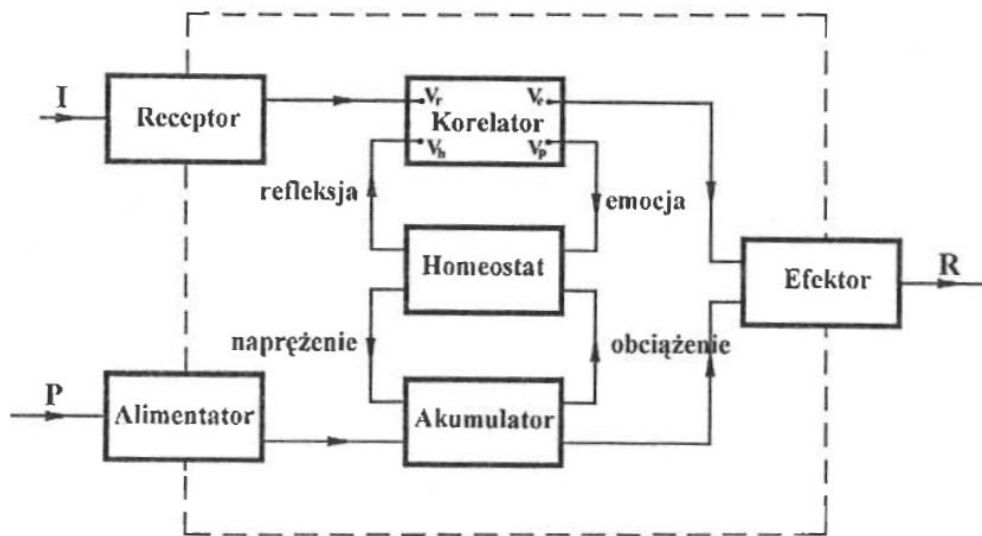 I
Receptor
Vr Ve
Korelator
Vh Vp
refleksja
emocja
Homeostat
Efektor
R
naprężenie
obciążenie
P
Alimentator
Akumulator